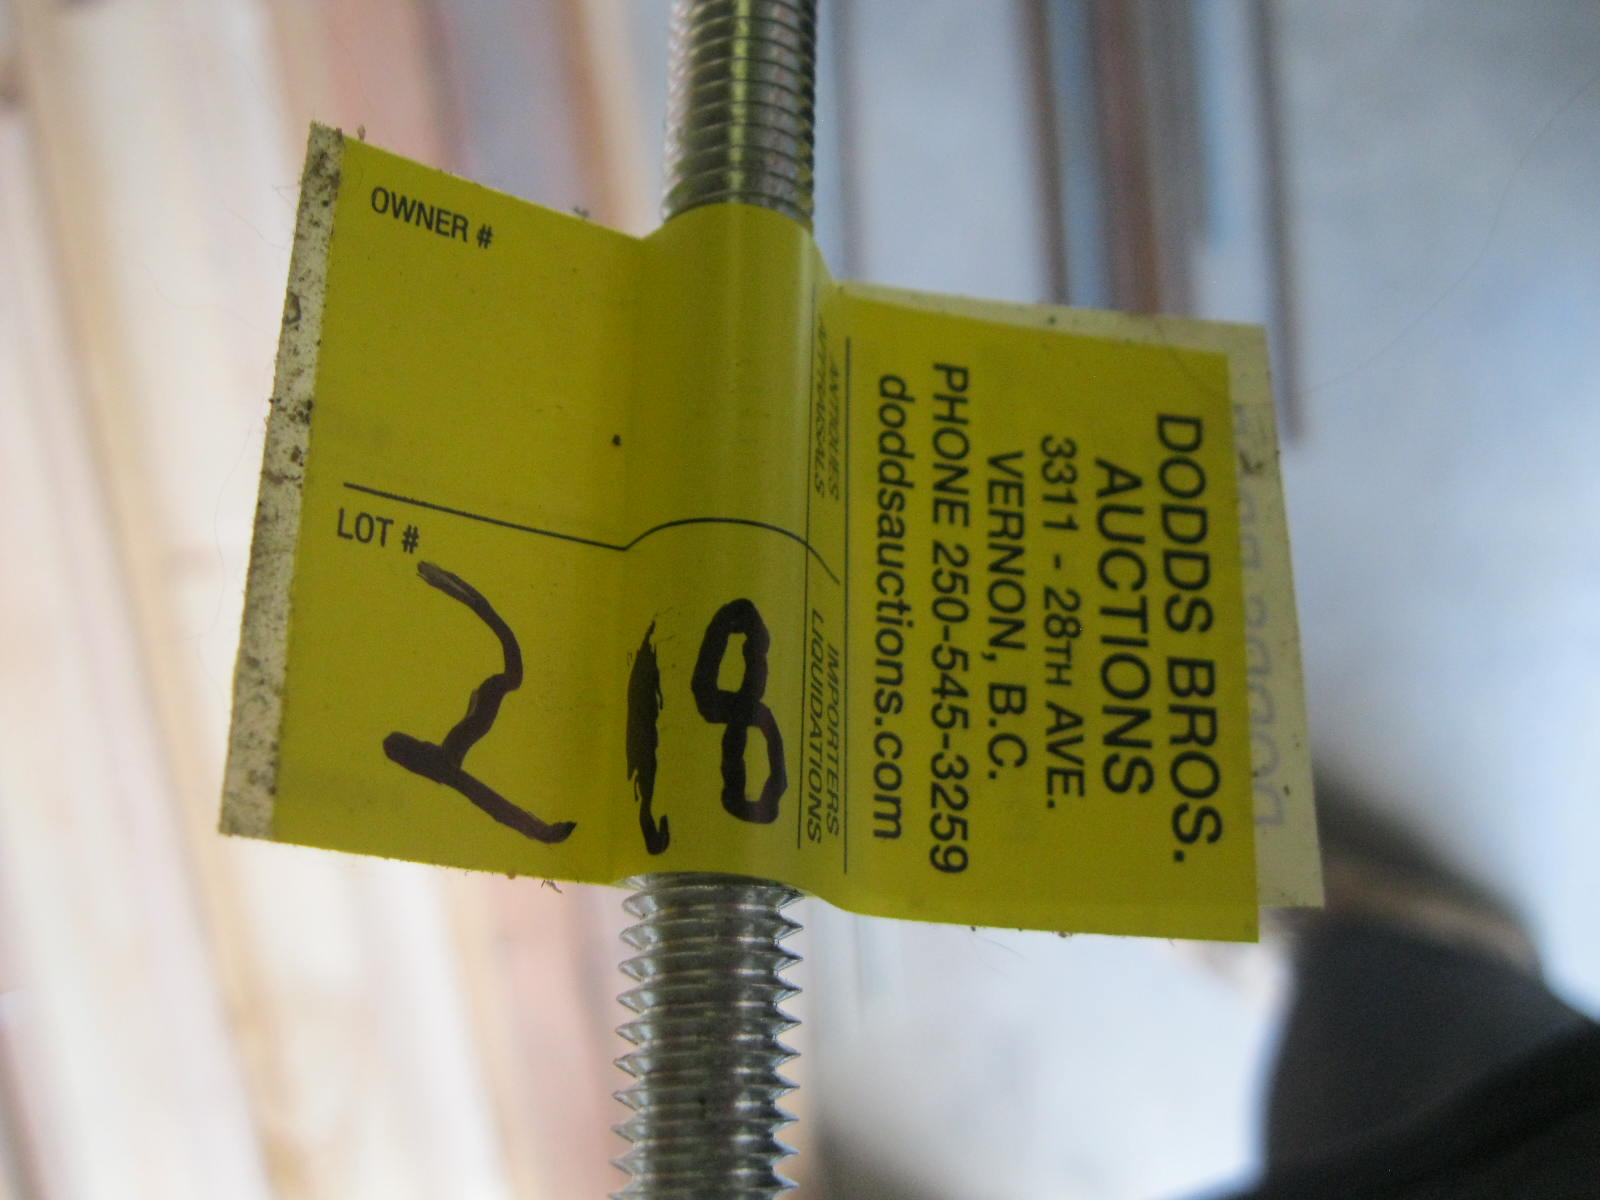 DODDS BROS.
AUCTIONS
3311 - 28TH AVE.
VERNON, B.C.
PHONE 250-545-3259
doddsauctions.com
ANTIQUES / IMPORTERS
APPRAISALS / LIQUIDATIONS
OWNER #
LOT #
218